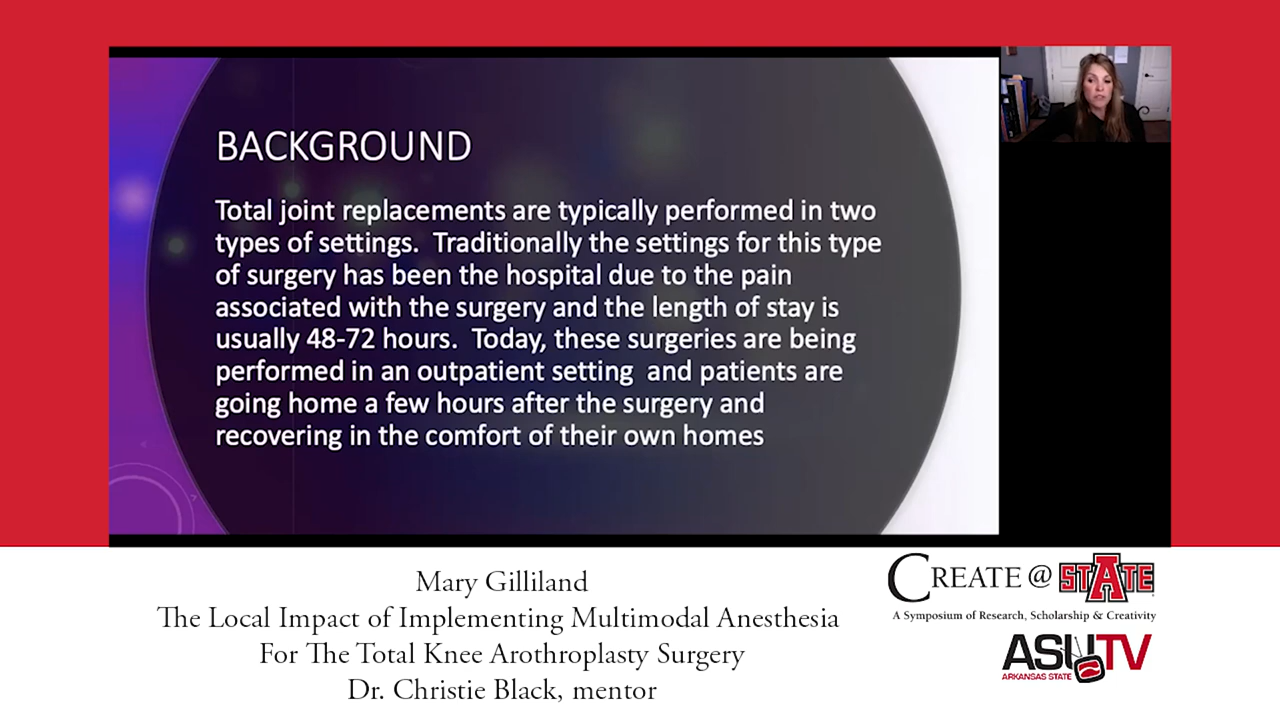 BACKGROUND
Total joint replacements are typically performed in two
types of settings.  Traditionally the settings for this type
of surgery has been the hospital due to the pain
associated with the surgery and the length of stay is
usually 48-72 hours.  Today, these surgeries are being
performed in an outpatient setting  and patients are
going home a few hours after the surgery and
recovering in the comfort of their own homes
Mary Gilliland
The Local Impact of Implementing Multimodal Anesthesia
For The Total Knee Arothroplasty Surgery
Dr. Christie Black, mentor
CREATE @ STATE
A Symposium of Research, Scholarship & Creativity
ASUTV
ARKANSAS STATE